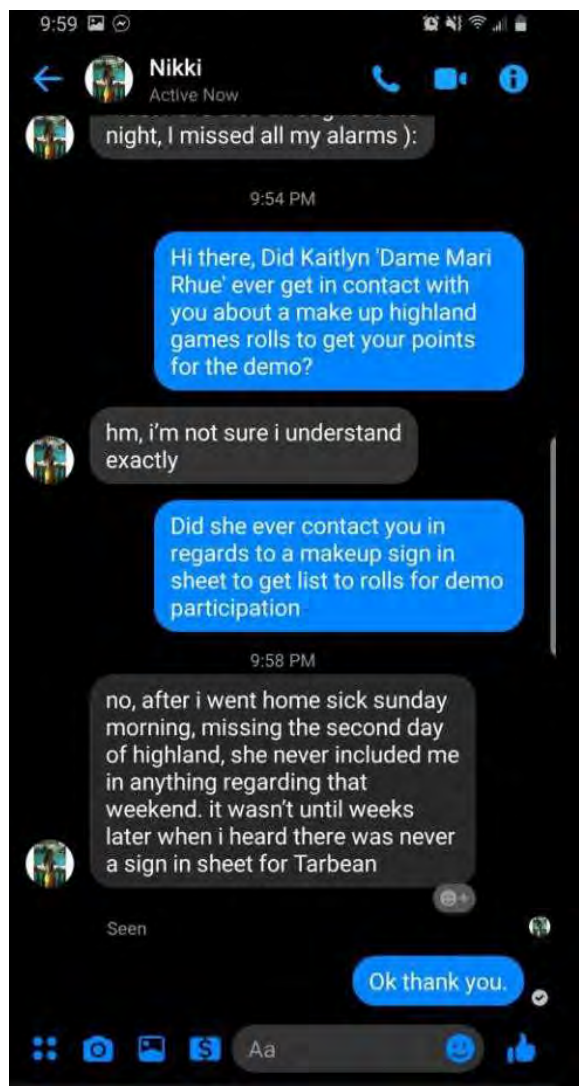 9:59
Nikki
Active Now
night, I missed all my alarms ):
9:54 PM
Hi there, Did Kaitlyn 'Dame Mari
Rhue' ever get in contact with
you about a make up highland
games rolls to get your points
for the demo?
hm, i'm not sure i understand
exactly
Did she ever contact you in
regards to a makeup sign in
sheet to get list to rolls for demo
participation
9:58 PM
no, after i went home sick sunday
morning, missing the second day
of highland, she never included me
in anything regarding that
weekend. it wasn't until weeks
later when i heard there was never
a sign in sheet for Tarbean
Seen
Ok thank you.
Aa